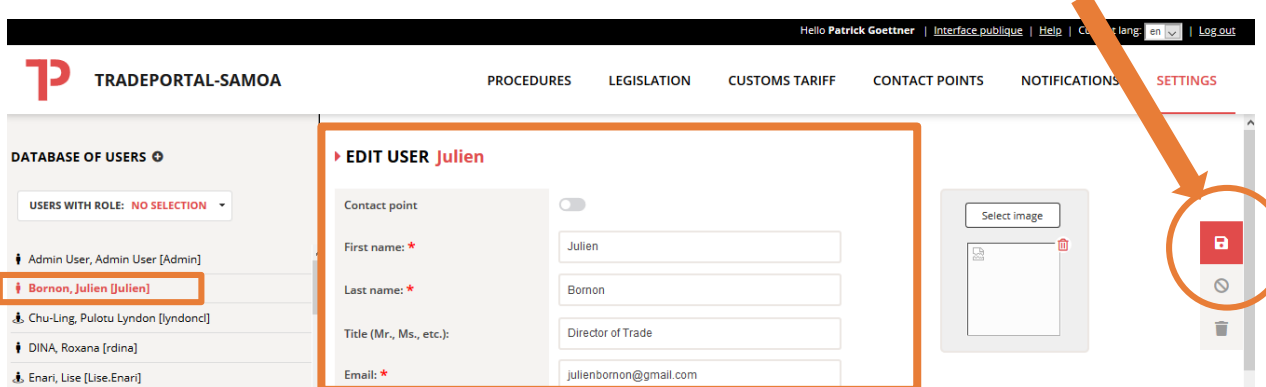 Hello Patrick Goettner | Interface publique | Help | C t lang: en | Log out
TRADEPORTAL-SAMOA
PROCEDURES LEGISLATION CUSTOMS TARIFF CONTACT POINTS NOTIFICATIONS SETTINGS
DATABASE OF USERS
USERS WITH ROLE: NO SELECTION
Admin User, Admin User [Admin]
Bornon, Julien [Julien]
Chu-Ling, Pulotu Lyndon [lyndoncl]
DINA, Roxana [rdina]
Enari, Lise [Lise.Enari]
EDIT USER Julien
Contact point
First name: * Julien
Last name: * Bornon
Title (Mr., Ms., etc.): Director of Trade
Email: * julienbornon@gmail.com
Select image